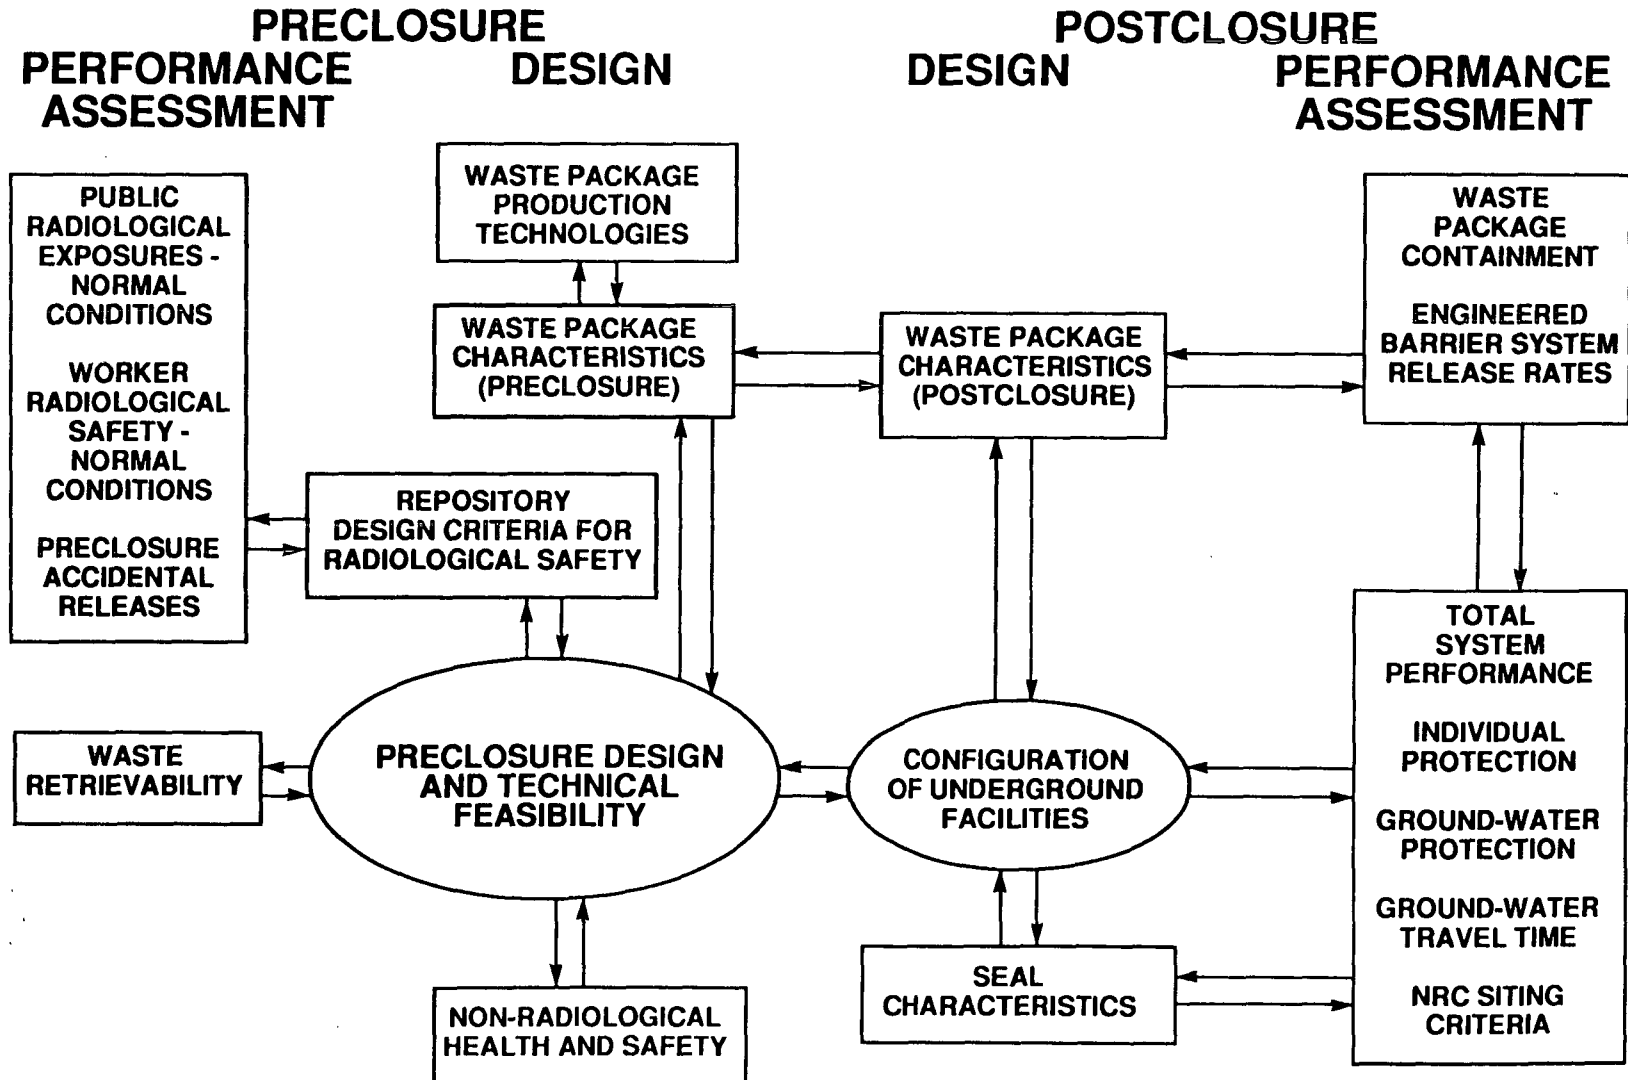 PRECLOSURE
POSTCLOSURE
PERFORMANCE
ASSESSMENT
DESIGN
DESIGN
PERFORMANCE
ASSESSMENT
PUBLIC
RADIOLOGICAL
EXPOSURES -
NORMAL
CONDITIONS
WORKER
RADIOLOGICAL
SAFETY -
NORMAL
CONDITIONS
PRECLOSURE
ACCIDENTAL
RELEASES
WASTE PACKAGE
PRODUCTION
TECHNOLOGIES
WASTE PACKAGE
CHARACTERISTICS
(PRECLOSURE)
WASTE PACKAGE
CHARACTERISTICS
(POSTCLOSURE)
WASTE
PACKAGE
CONTAINMENT
ENGINEERED
BARRIER SYSTEM
RELEASE RATES
REPOSITORY
DESIGN CRITERIA FOR
RADIOLOGICAL SAFETY
WASTE
RETRIEVABILITY
PRECLOSURE DESIGN
AND TECHNICAL
FEASIBILITY
CONFIGURATION
OF UNDERGROUND
FACILITIES
TOTAL
SYSTEM
PERFORMANCE
INDIVIDUAL
PROTECTION
GROUND-WATER
PROTECTION
GROUND-WATER
TRAVEL TIME
NRC SITING
CRITERIA
SEAL
CHARACTERISTICS
NON-RADIOLOGICAL
HEALTH AND SAFETY